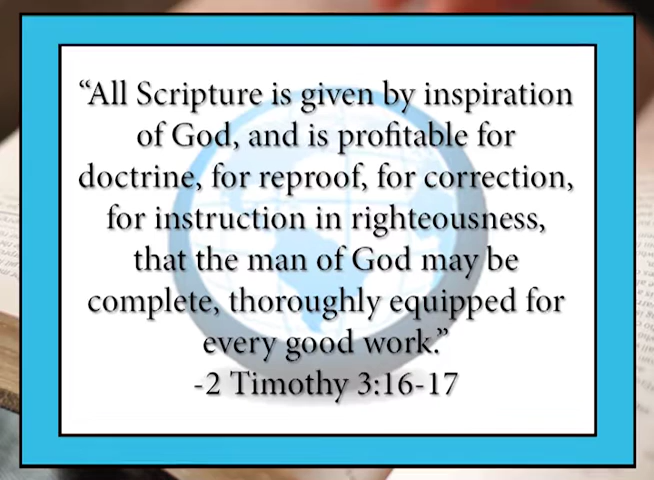 “All Scripture is given by inspiration
of God, and is profitable for
doctrine, for reproof, for correction,
for instruction in righteousness,
that the man of God may be
complete, thoroughly equipped for
every good work.”
-2 Timothy 3:16-17